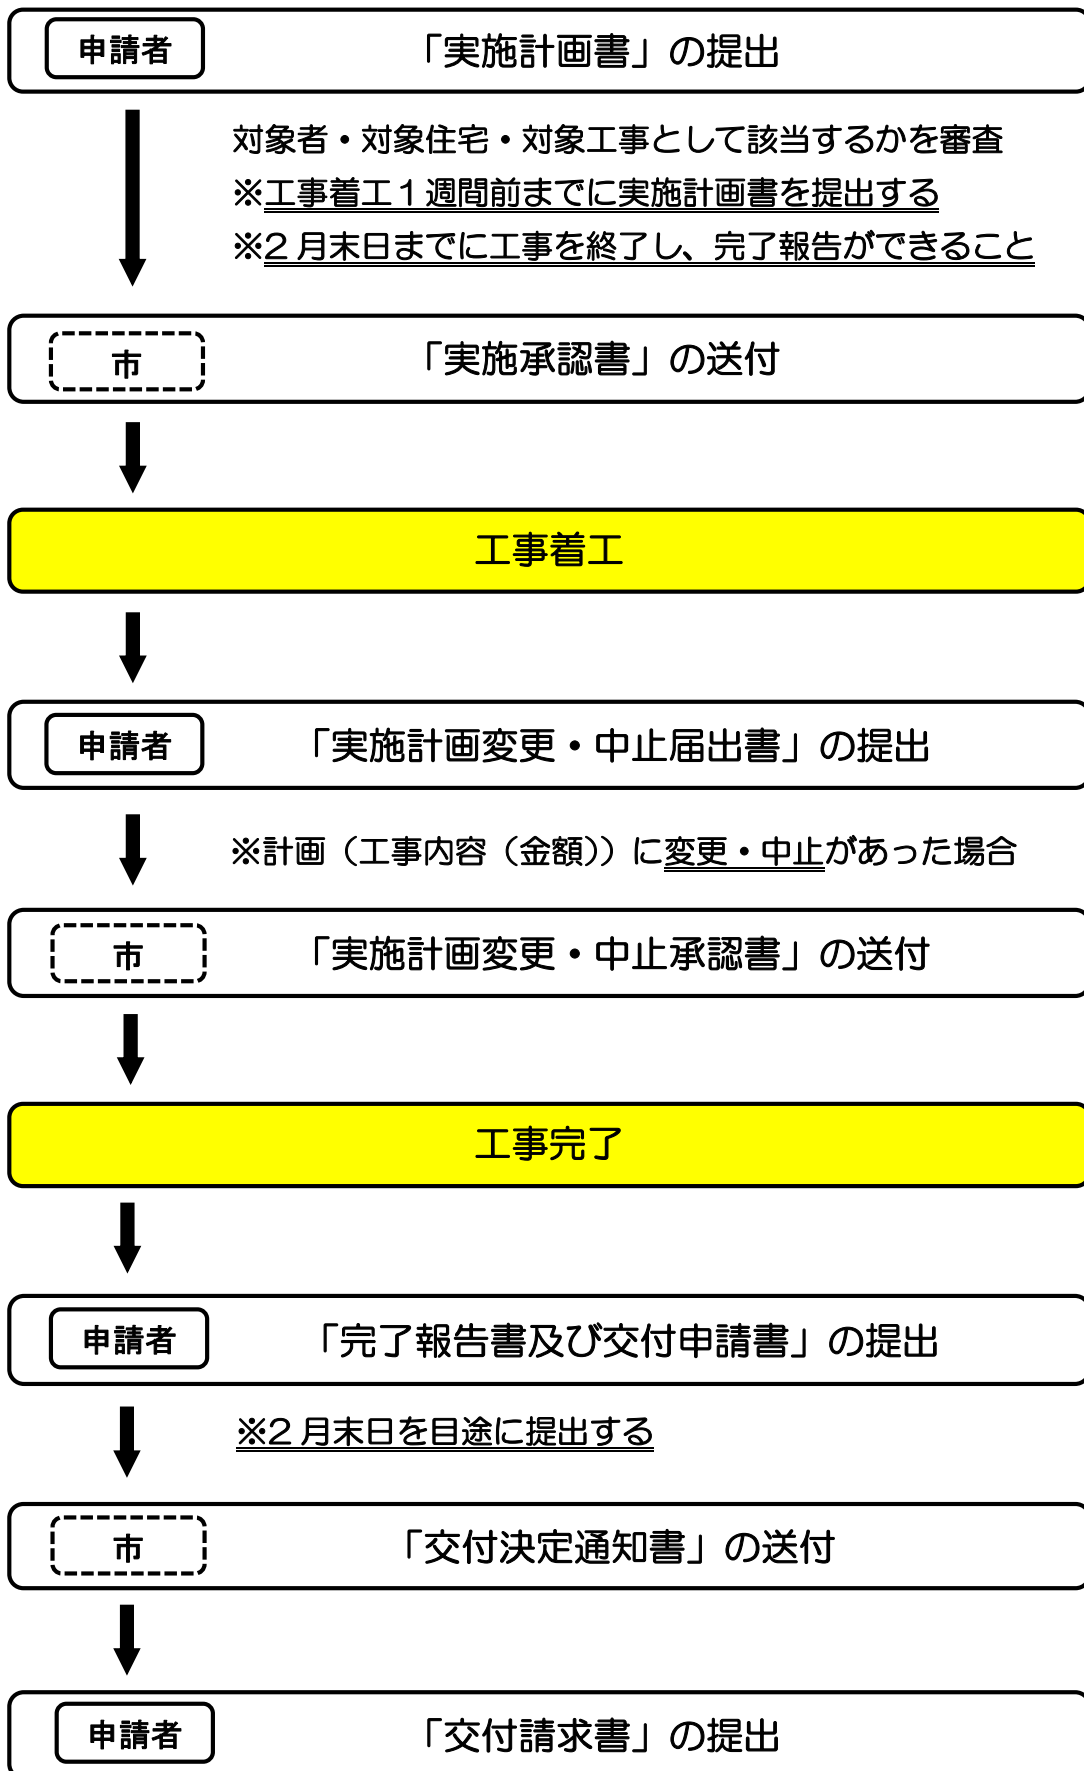 申請者 「実施計画書」の提出
対象者・対象住宅・対象工事として該当するかを審査
※工事着工１週間前までに実施計画書を提出する
※2月末日までに工事を終了し、完了報告ができること
市 「実施承認書」の送付
工事着工
申請者 「実施計画変更・中止届出書」の提出
※計画（工事内容（金額））に変更・中止があった場合
市 「実施計画変更・中止承認書」の送付
工事完了
申請者 「完了報告書及び交付申請書」の提出
※2月末日を目途に提出する
市 「交付決定通知書」の送付
申請者 「交付請求書」の提出